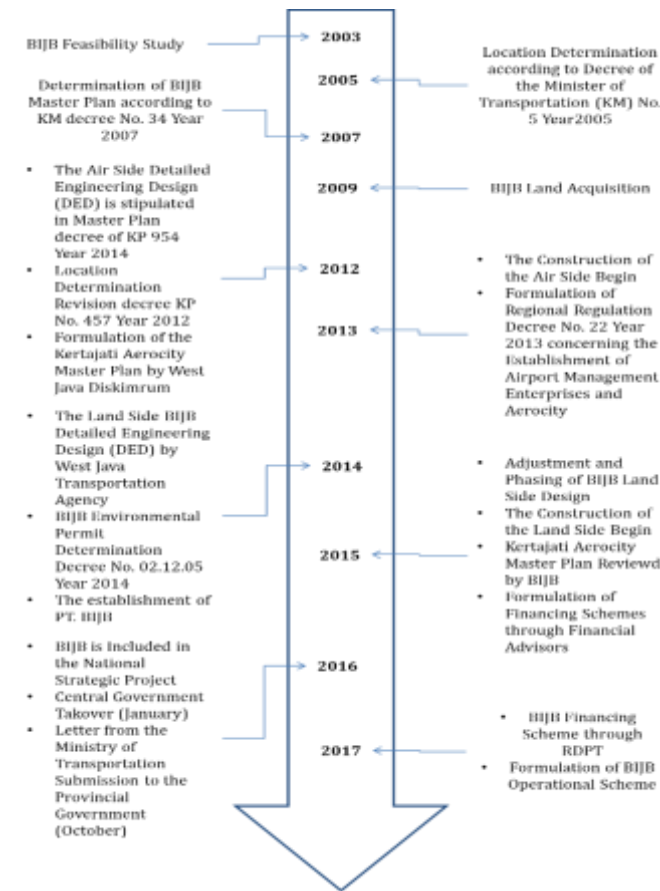 BIJB Feasibility Study
2003
Location Determination
according to Decree of
the Minister of
Transportation (KM) No.
5 Year2005
2005
Determination of BIJB
Master Plan according to
KM decree No. 34 Year
2007
2007
BIJB Land Acquisition
2009
• The Air Side Detailed
Engineering Design
(DED) is stipulated
in Master Plan
decree of KP 954
Year 2014
• Location
Determination
Revision decree KP
No. 457 Year 2012
• Formulation of the
Kertajati Aerocity
Master Plan by West
Java Diskimrum
2012
• The Construction of
the Air Side Begin
• Formulation of
Regional Regulation
Decree No. 22 Year
2013 concerning the
Establishment of
Airport Management
Enterprises and
Aerocity
2013
• The Land Side BIJB
Detailed Engineering
Design (DED) by
West Java
Transportation
Agency
• BIJB Environmental
Permit
Determination
Decree No. 02.12.05
Year 2014
• The establishment of
PT. BIJB
2014
• Adjustment and
Phasing of BIJB Land
Side Design
• The Construction of
the Land Side Begin
• Kertajati Aerocity
Master Plan Reviewd
by BIJB
• Formulation of
Financing Schemes
through Financial
Advisors
2015
• BIJB is Included in
the National
Strategic Project
• Central Government
Takover (January)
• Letter from the
Ministry of
Transportation
Submission to the
Provincial
Government
(October)
2016
• BIJB Financing
Scheme through
RDPT
• Formulation of BIJB
Operational Scheme
2017